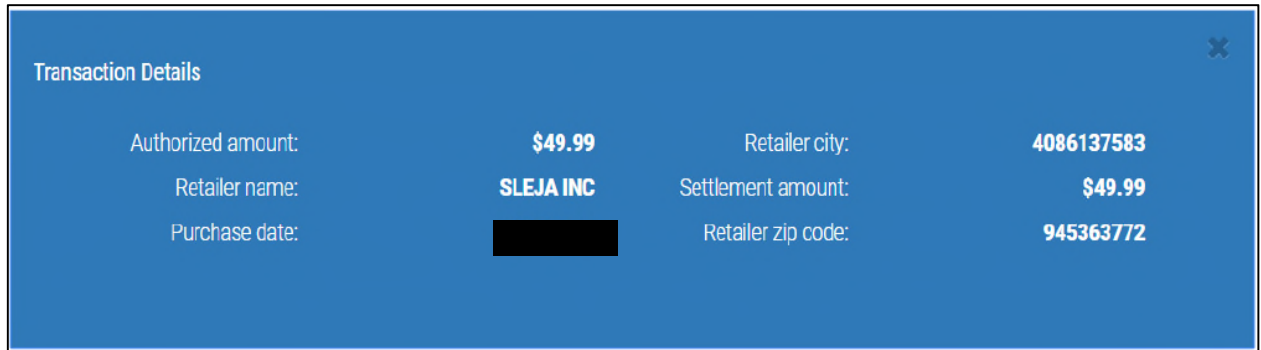 Transaction Details
Authorized amount: $49.99 Retailer city: 4086137583
Retailer name: SLEJA INC Settlement amount: $49.99
Purchase date: Retailer zip code: 945363772